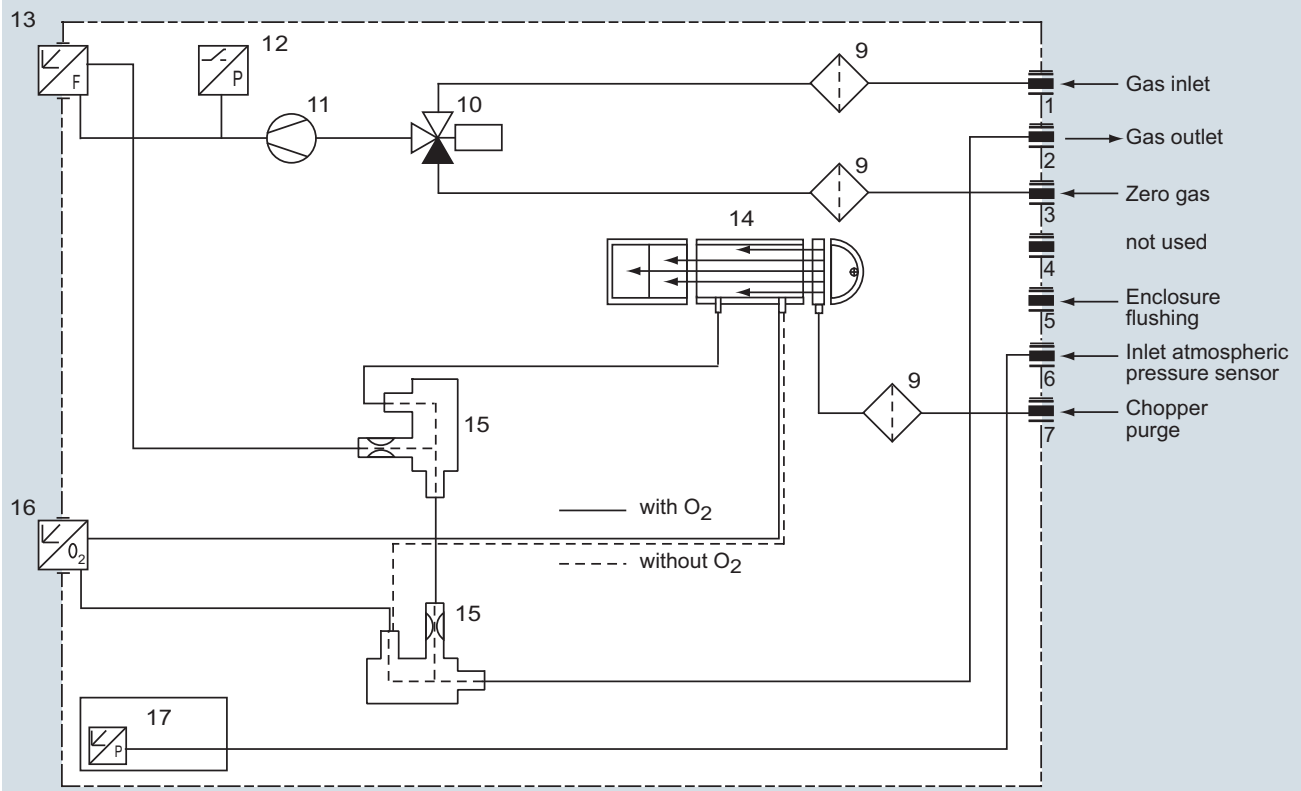 13
F
12
P
11
10
9
1
Gas inlet
2
Gas outlet
9
3
Zero gas
14
4
not used
5
Enclosure
flushing
6
Inlet atmospheric
pressure sensor
9
7
Chopper
purge
15
16
O2
with O2
without O2
15
17
P